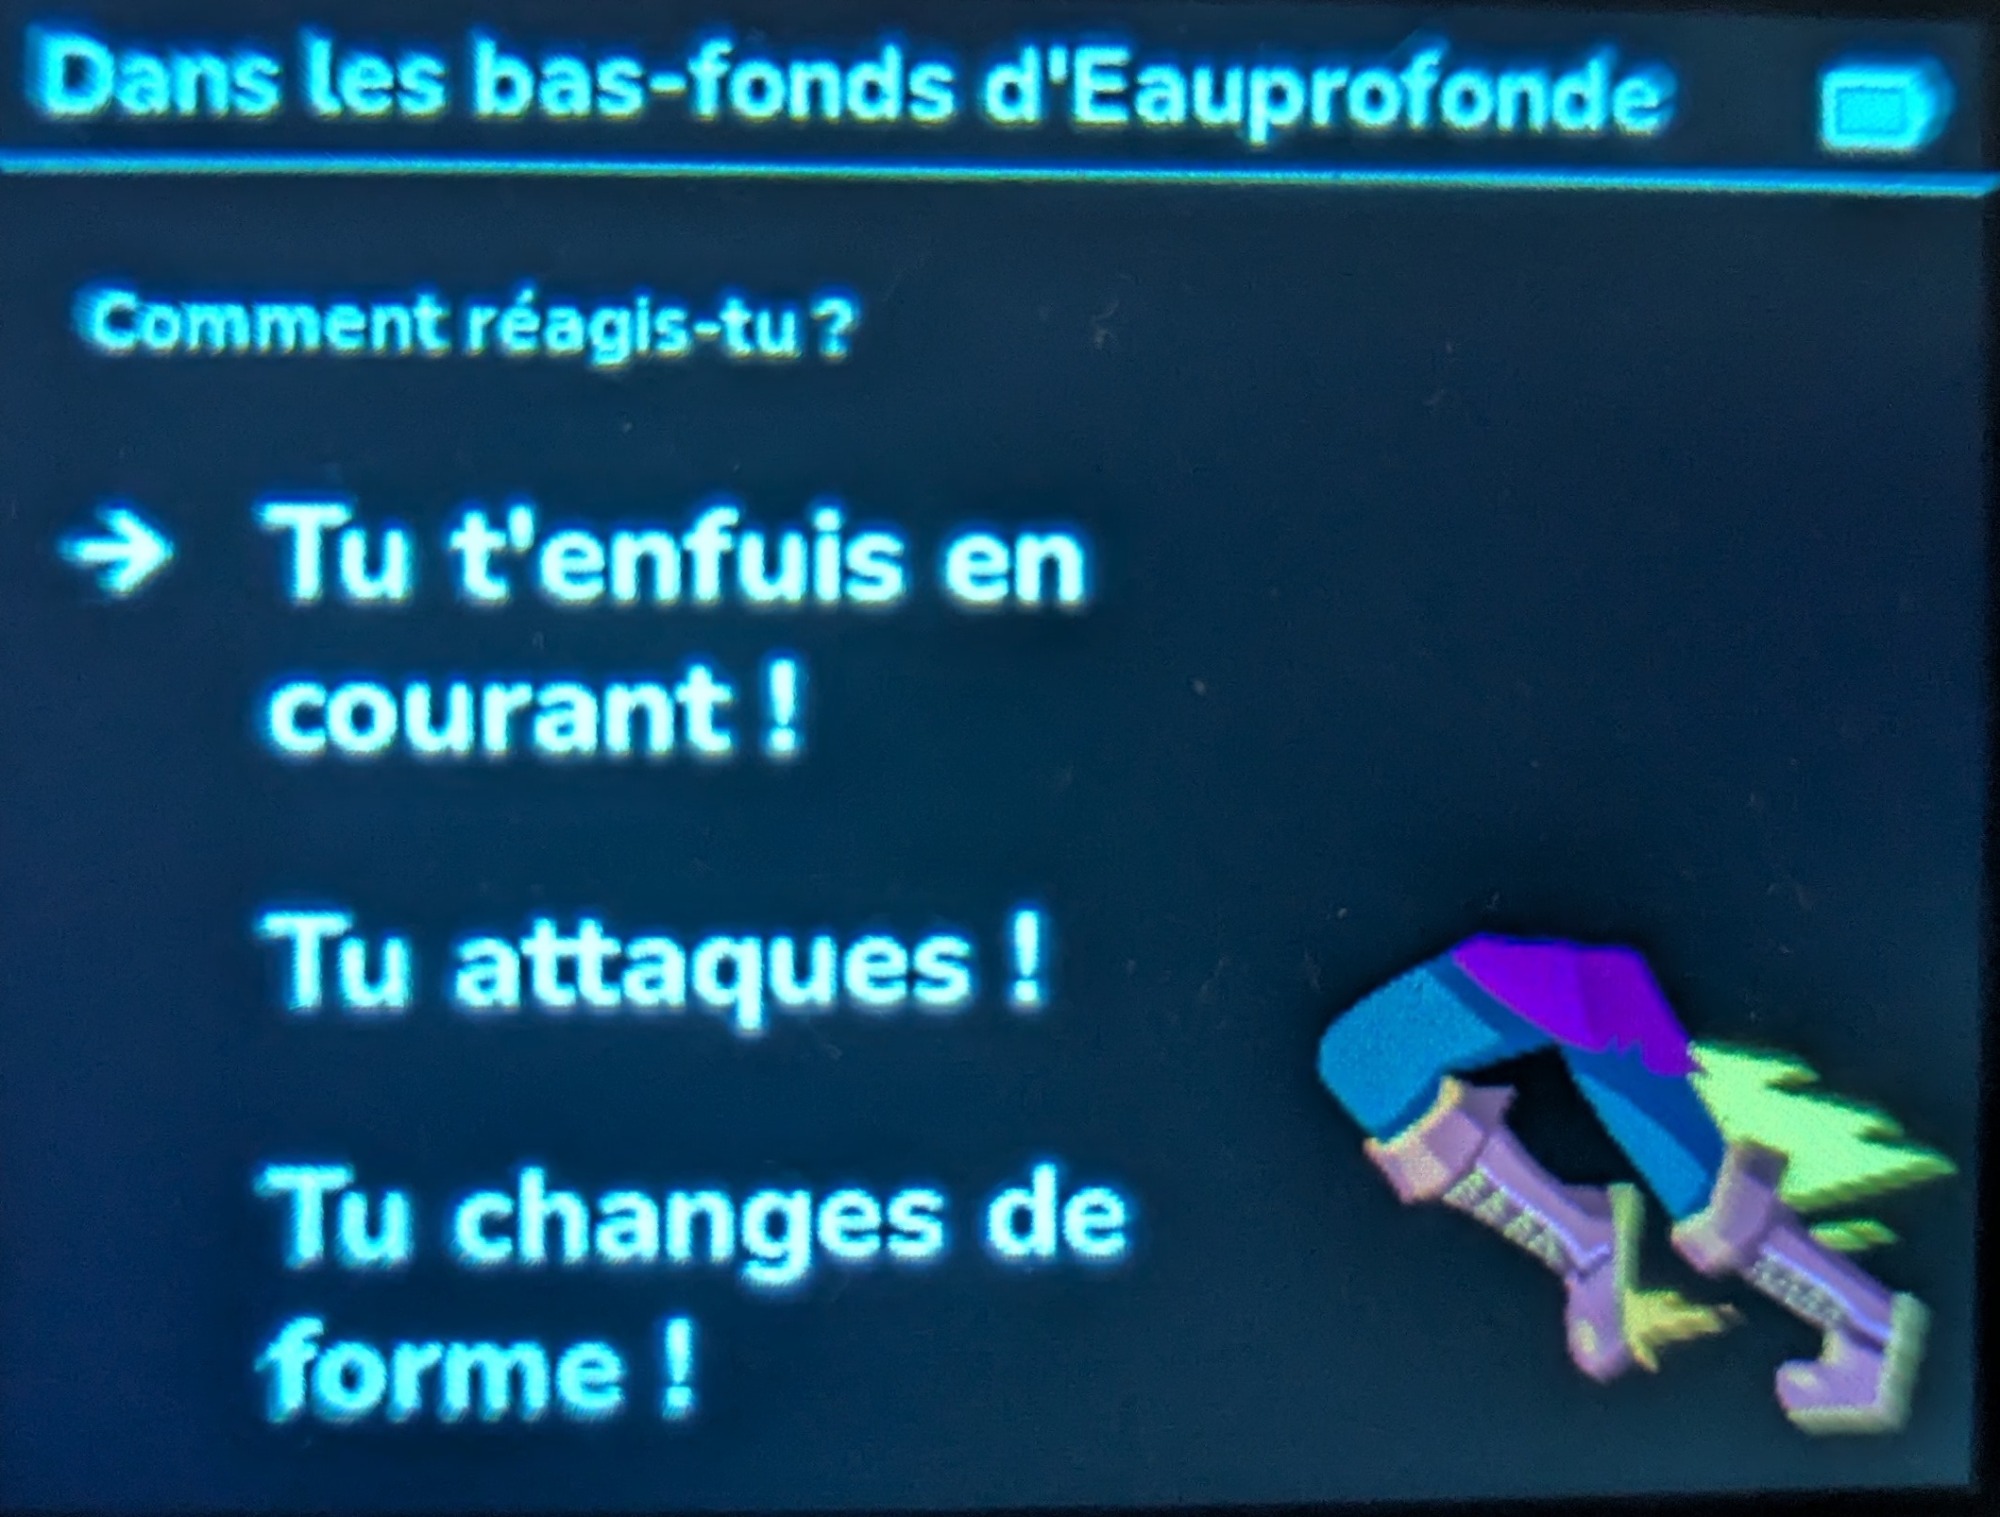 Dans les bas-fonds d'Eauprofonde
Comment réagis-tu ?
→ Tu t'enfuis en
courant !
Tu attaques !
Tu changes de
forme !